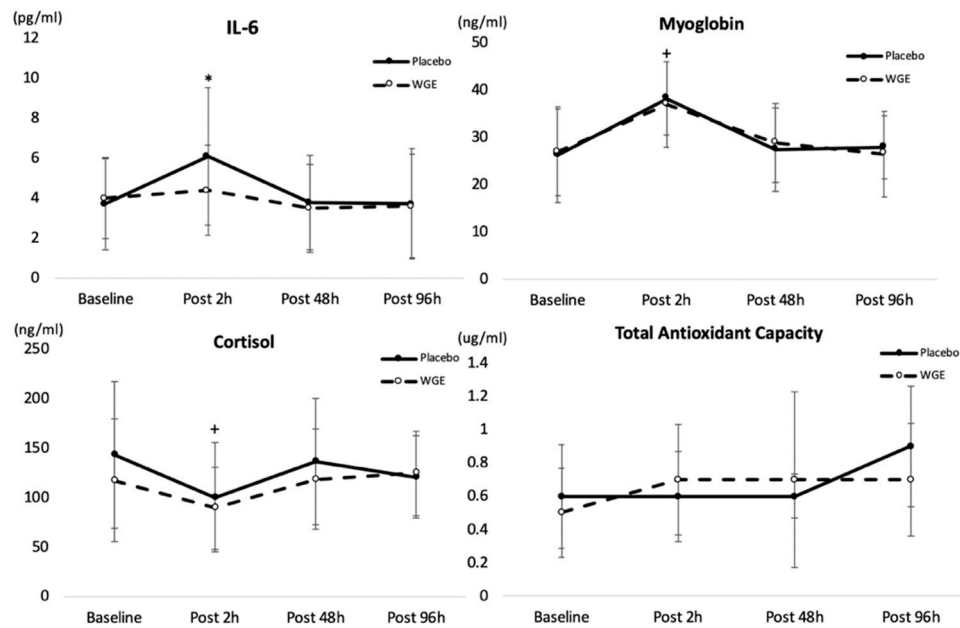 (pg/ml)
IL-6
12
10
8
6
4
2
0
Placebo
WGE
*
Baseline
Post 2h
Post 48h
Post 96h
(ng/ml)
Myoglobin
50
40
30
20
10
0
Placebo
WGE
+
Baseline
Post 2h
Post 48h
Post 96h
(ng/ml)
Cortisol
250
200
150
100
50
0
Placebo
WGE
+
Baseline
Post 2h
Post 48h
Post 96h
(ug/ml)
Total Antioxidant Capacity
1.4
1.2
1
0.8
0.6
0.4
0.2
0
Placebo
WGE
Baseline
Post 2h
Post 48h
Post 96h